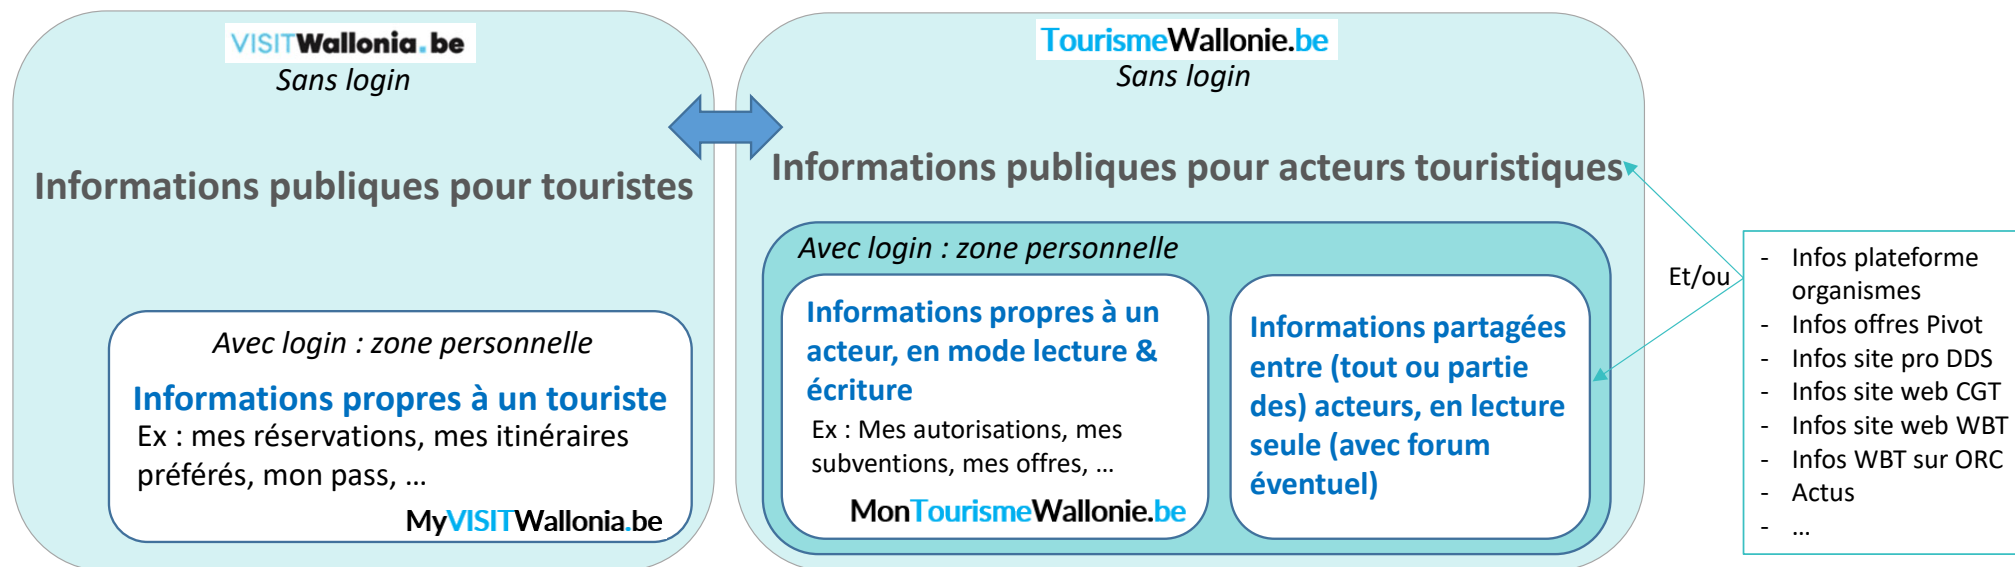 VISITWallonia.be
Sans login
Informations publiques pour touristes
Avec login : zone personnelle
Informations propres à un touriste
Ex : mes réservations, mes itinéraires
préférés, mon pass, …
MyVISITWallonia.be
TourismeWallonie.be
Sans login
Informations publiques pour acteurs touristiques
Avec login : zone personnelle
Informations propres à un
acteur, en mode lecture &
écriture
Ex : Mes autorisations, mes
subventions, mes offres, …
MonTourismeWallonie.be
Informations partagées
entre (tout ou partie
des) acteurs, en lecture
seule (avec forum
éventuel)
Et/ou
- Infos plateforme
organismes
- Infos offres Pivot
- Infos site pro DDS
- Infos site web CGT
- Infos site web WBT
- Infos WBT sur ORC
- Actus
- …